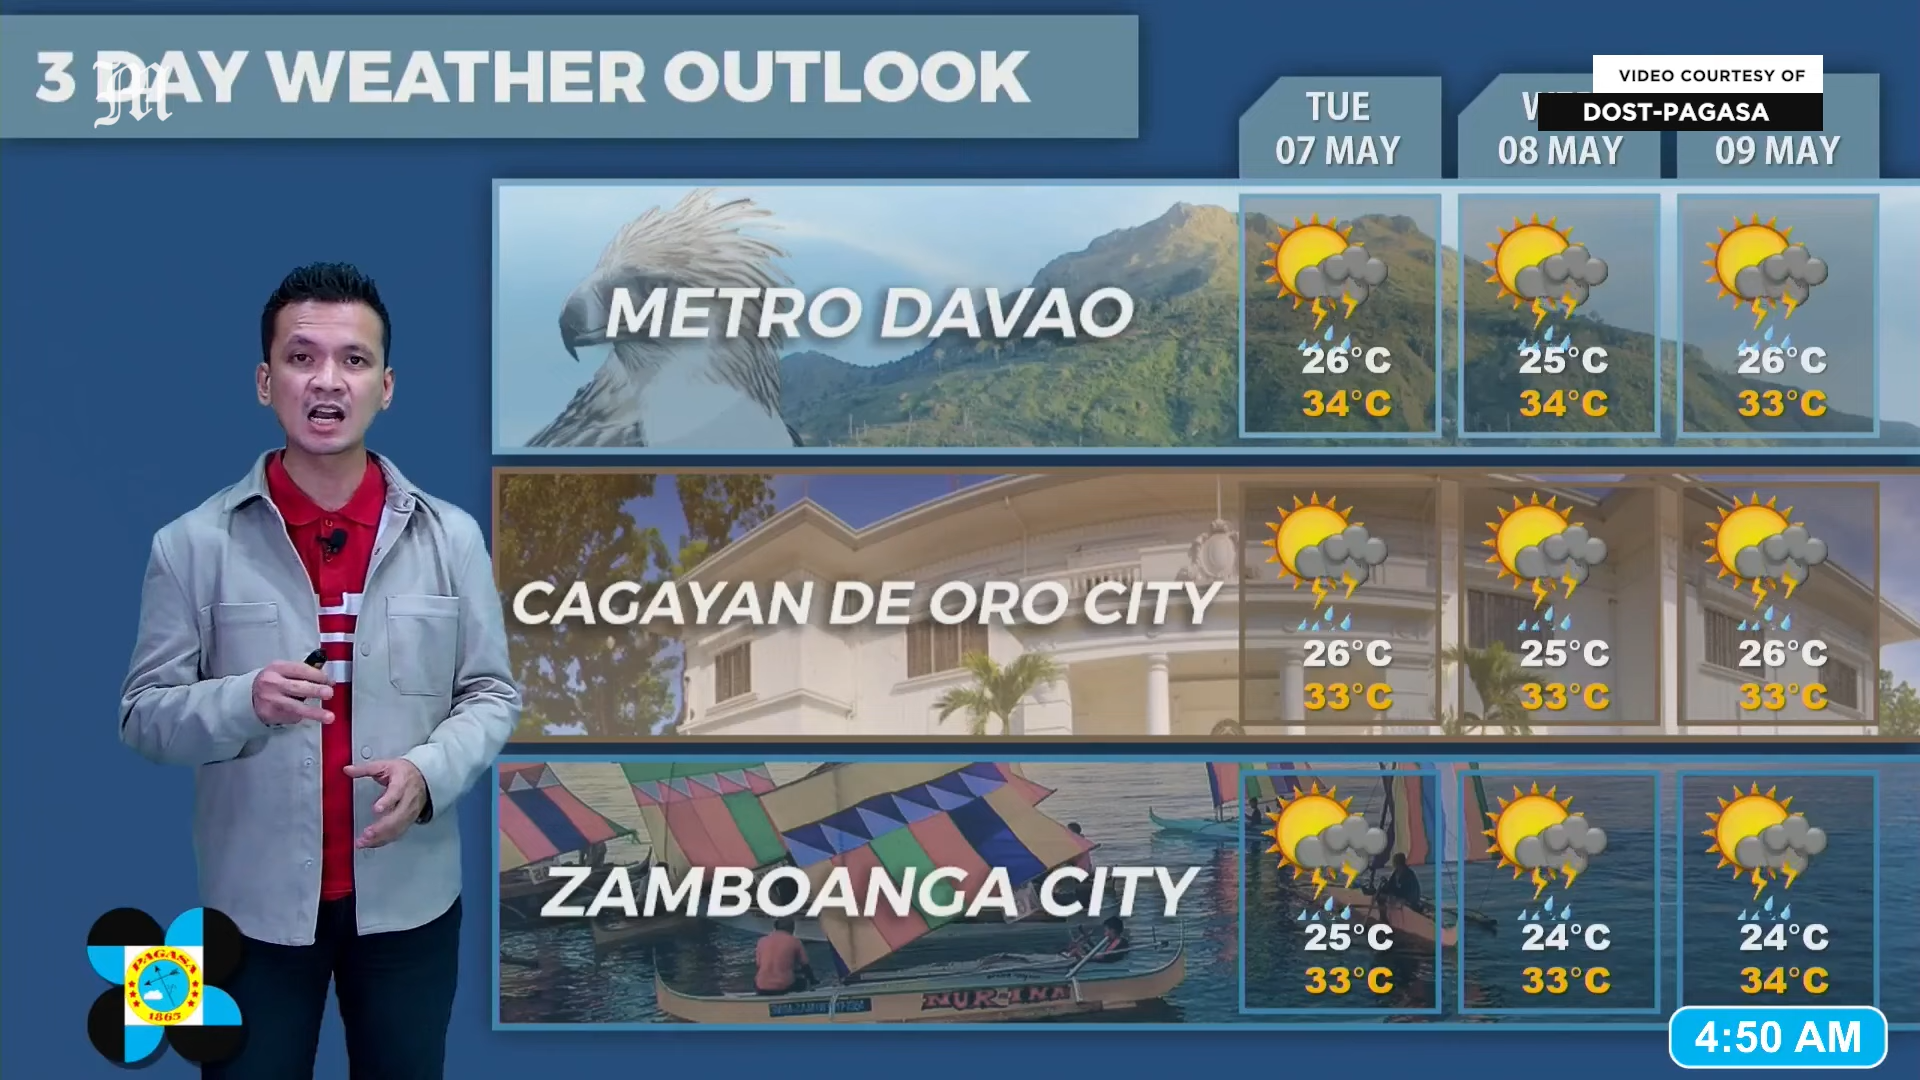 3 DAY WEATHER OUTLOOK
M
VIDEO COURTESY OF
DOST-PAGASA
TUE
07 MAY
08 MAY
09 MAY
METRO DAVAO
26°C
34°C
25°C
34°C
26°C
33°C
CAGAYAN DE ORO CITY
26°C
33°C
25°C
33°C
26°C
33°C
ZAMBOANGA CITY
25°C
33°C
24°C
33°C
24°C
34°C
PAGASA
1865
4:50 AM